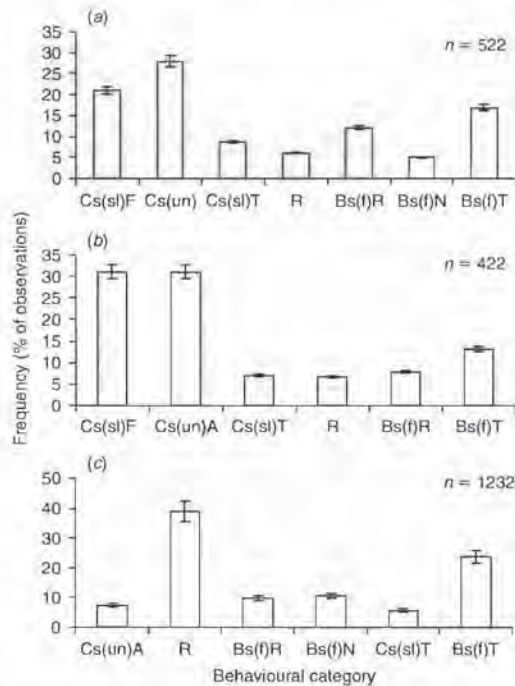 (a)
n = 522
35
30
25
20
15
10
5
0
Cs(sl)F Cs(un) Cs(sl)T R Bs(f)R Bs(f)N Bs(f)T
Frequency (% of observations)
(b)
n = 422
35
30
25
20
15
10
5
0
Cs(sl)F Cs(un)A Cs(sl)T R Bs(f)R Bs(f)T
(c)
n = 1232
50
40
30
20
10
0
Cs(un)A R Bs(f)R Bs(f)N Cs(sl)T Bs(f)T
Behavioural category